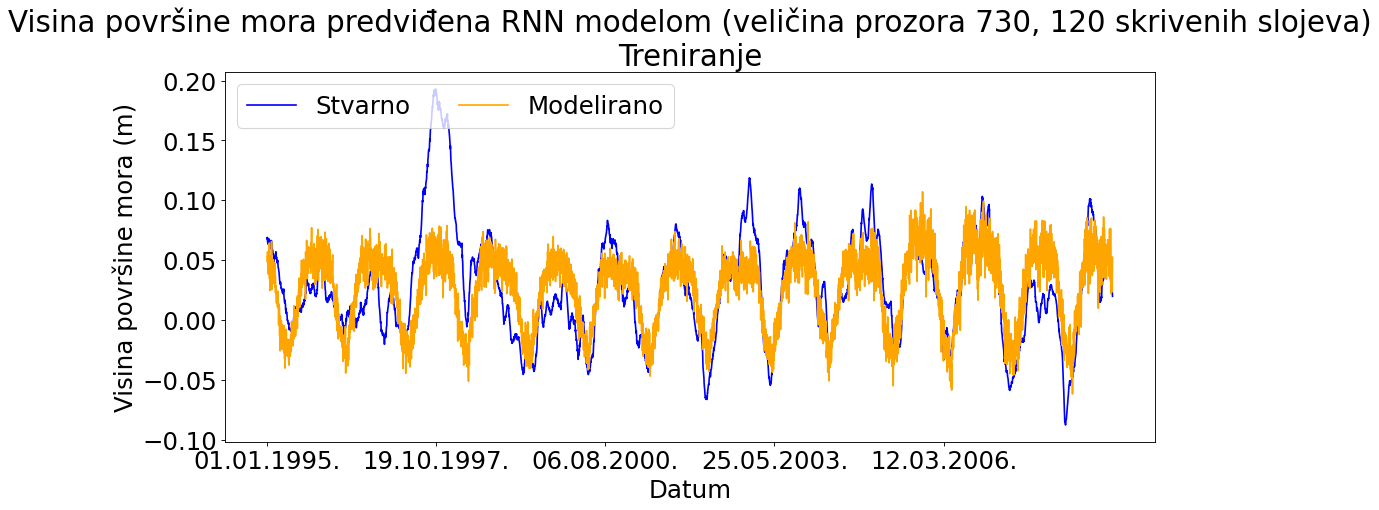 Visina površine mora predviđena RNN modelom (veličina prozora 730, 120 skrivenih slojeva)
Treniranje
Stvarno Modelirano
Visina površine mora (m)
0.20
0.15
0.10
0.05
0.00
−0.05
−0.10
01.01.1995. 19.10.1997. 06.08.2000. 25.05.2003. 12.03.2006.
Datum